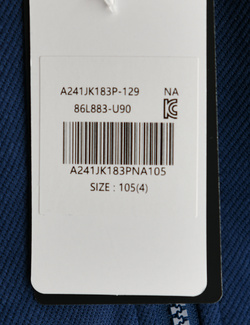 A241JK183P-129 NA
86L883-U90
A241JK183PNA105
SIZE : 105(4)